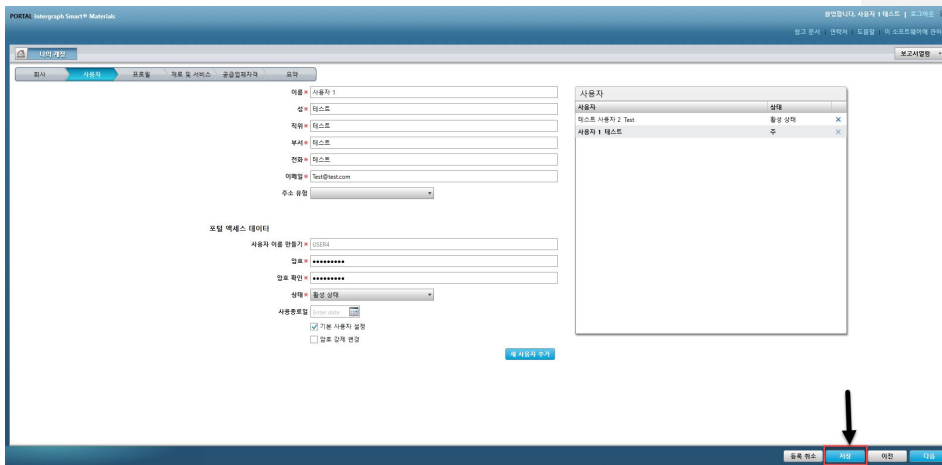 PORTAL Intergraph Smart® Materials
환영합니다. 사용자 1 테스트 | 로그아웃
참고 문서 | 연락처 | 도움말 | 이 소프트웨어에 관하
나의 계정
보고서열람
회사
사용자
프로필
재료 및 서비스
공급업체자격
요약
이름* 사용자 1
성* 테스트
직위* 테스트
부서* 테스트
전화* 테스트
이메일* Test@test.com
주소 유형
포털 액세스 데이터
사용자 이름 만들기* USER4
암호* •••••••••
암호 확인* •••••••••
상태* 활성 상태
사용종료일 Enter date
기본 사용자 설정
암호 강제 변경
새 사용자 추가
사용자
사용자 상태
테스트 사용자 2 Test 활성 상태 ×
사용자 1 테스트 주 ×
등록 취소
저장
이전
다음